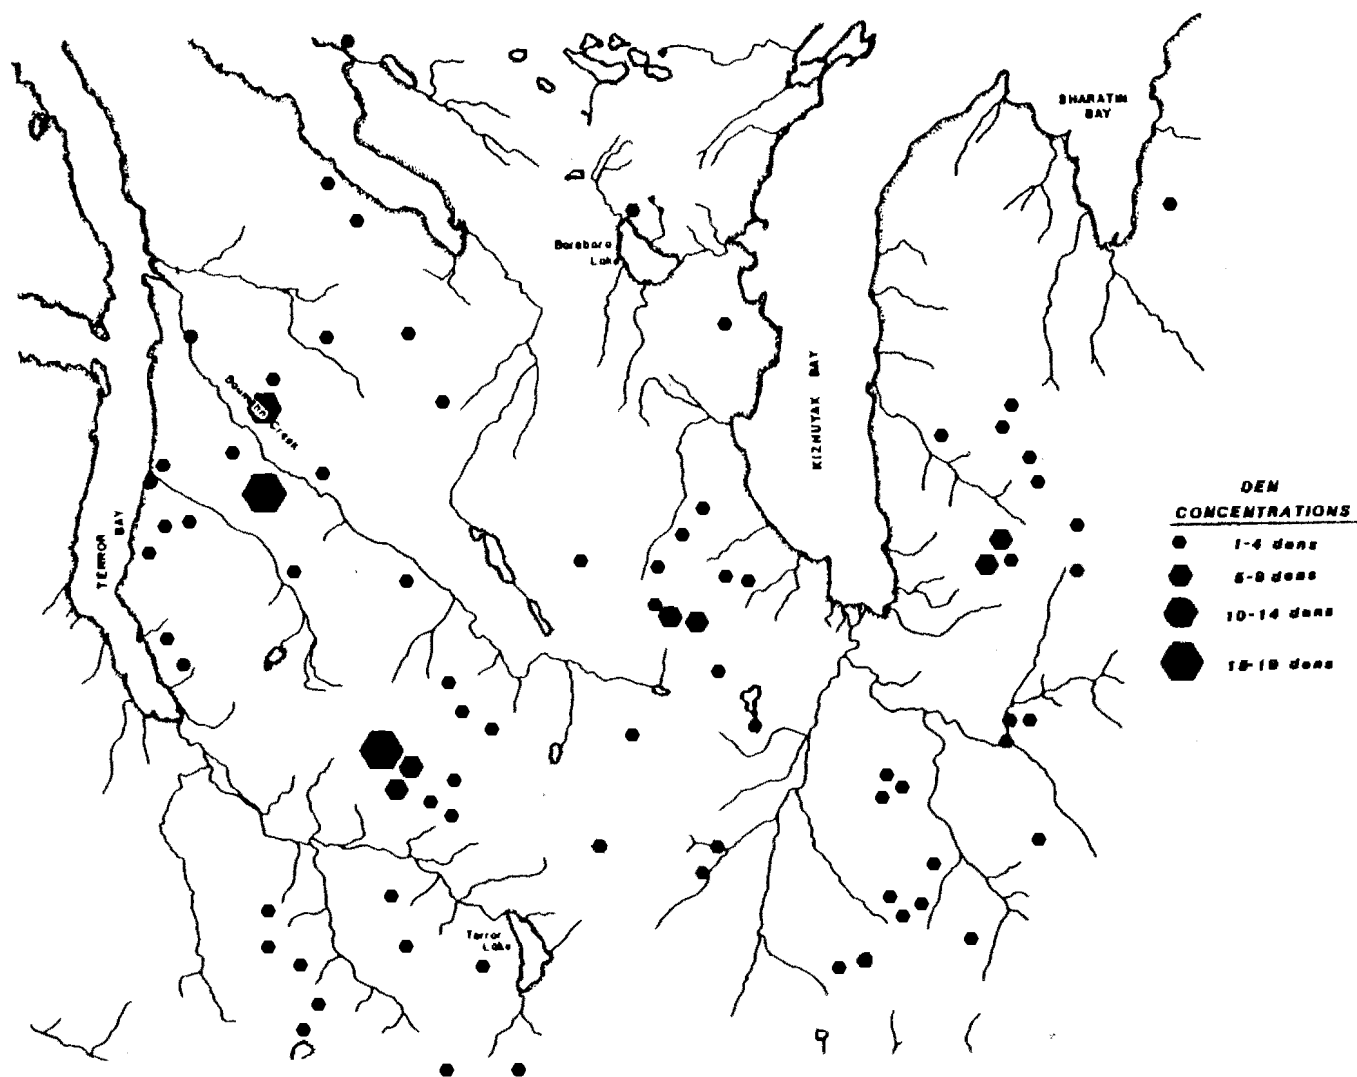 SHARATIN
BAY
Baraboro
Lake
KIZHUYAK BAY
Creek
TERROR
BAY
DEN
CONCENTRATIONS
1-4 dens
5-9 dens
10-14 dens
15-19 dens
Terror
Lake